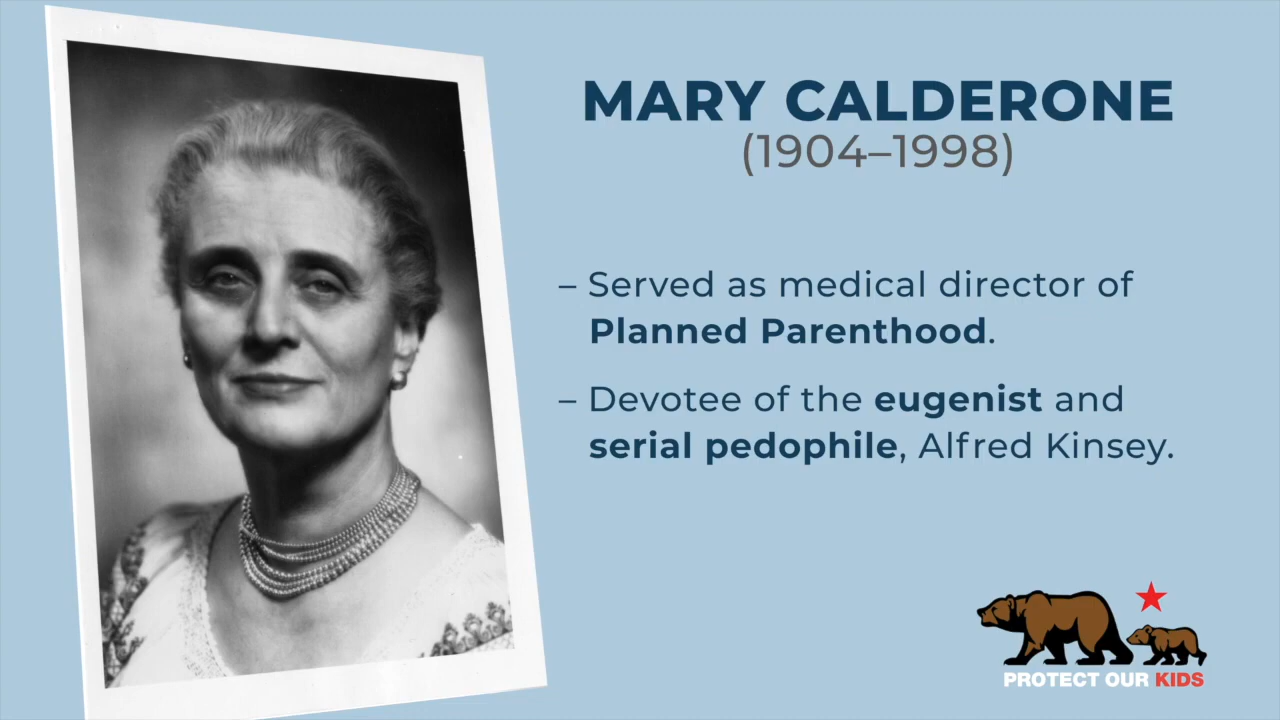 MARY CALDERONE
(1904–1998)
– Served as medical director of
Planned Parenthood.
– Devotee of the eugenist and
serial pedophile, Alfred Kinsey.
PROTECT OUR KIDS